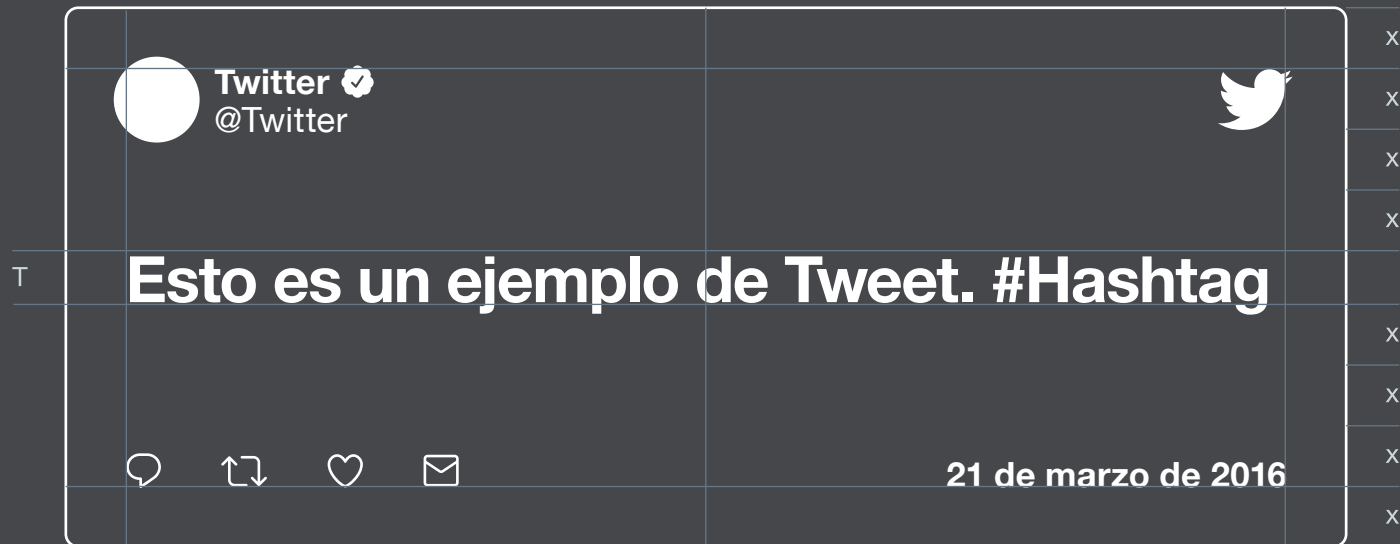 x
Twitter
@Twitter
x
x
x
T
Esto es un ejemplo de Tweet. #Hashtag
x
x
21 de marzo de 2016
x
x